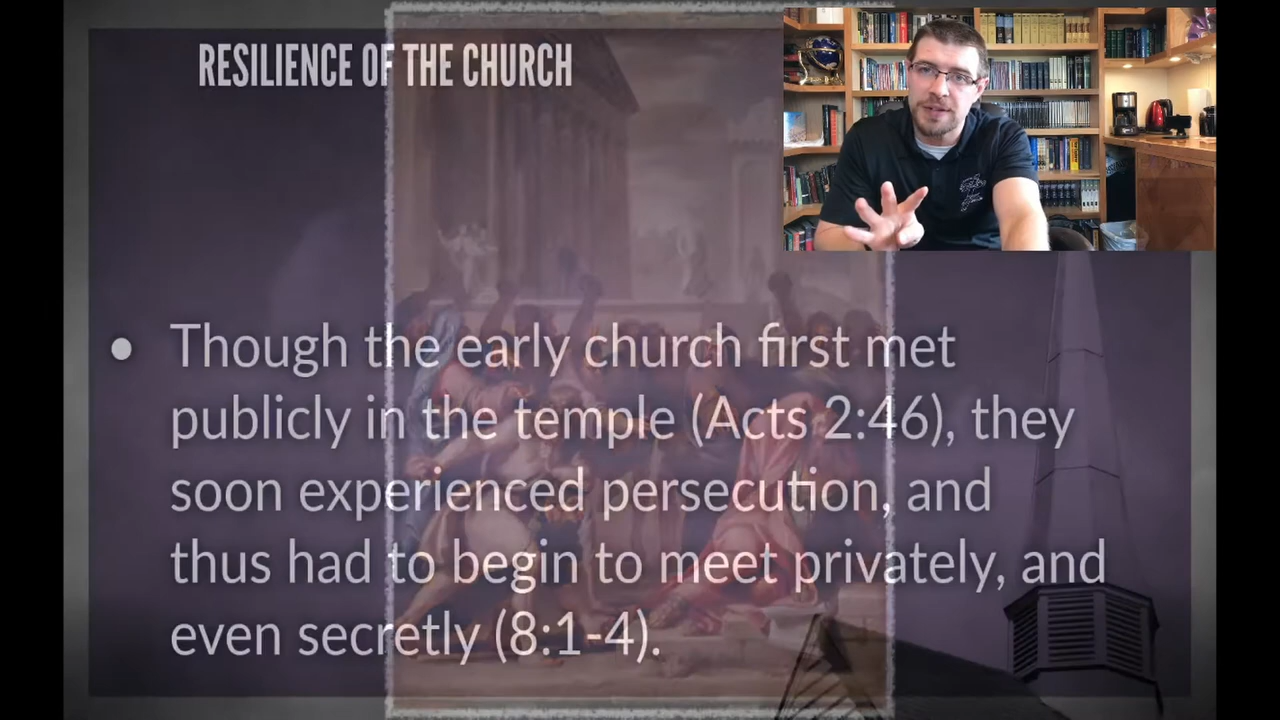 RESILIENCE OF THE CHURCH
• Though the early church first met
publicly in the temple (Acts 2:46), they
soon experienced persecution, and
thus had to begin to meet privately, and
even secretly (8:1-4).